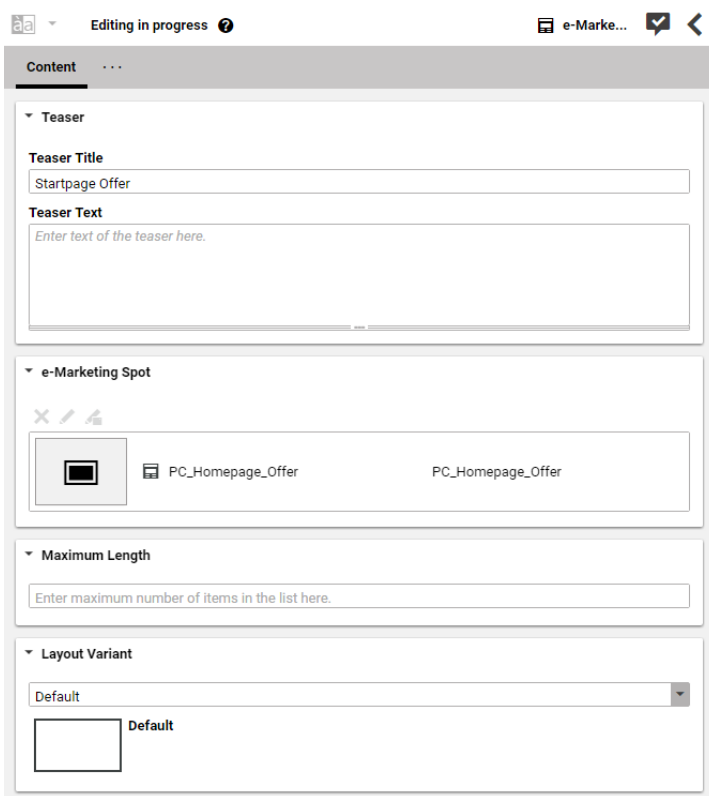 àa Editing in progress ? e-Marke...
Content ...
Teaser
Teaser Title
Startpage Offer
Teaser Text
Enter text of the teaser here.
e-Marketing Spot
PC_Homepage_Offer PC_Homepage_Offer
Maximum Length
Enter maximum number of items in the list here.
Layout Variant
Default
Default